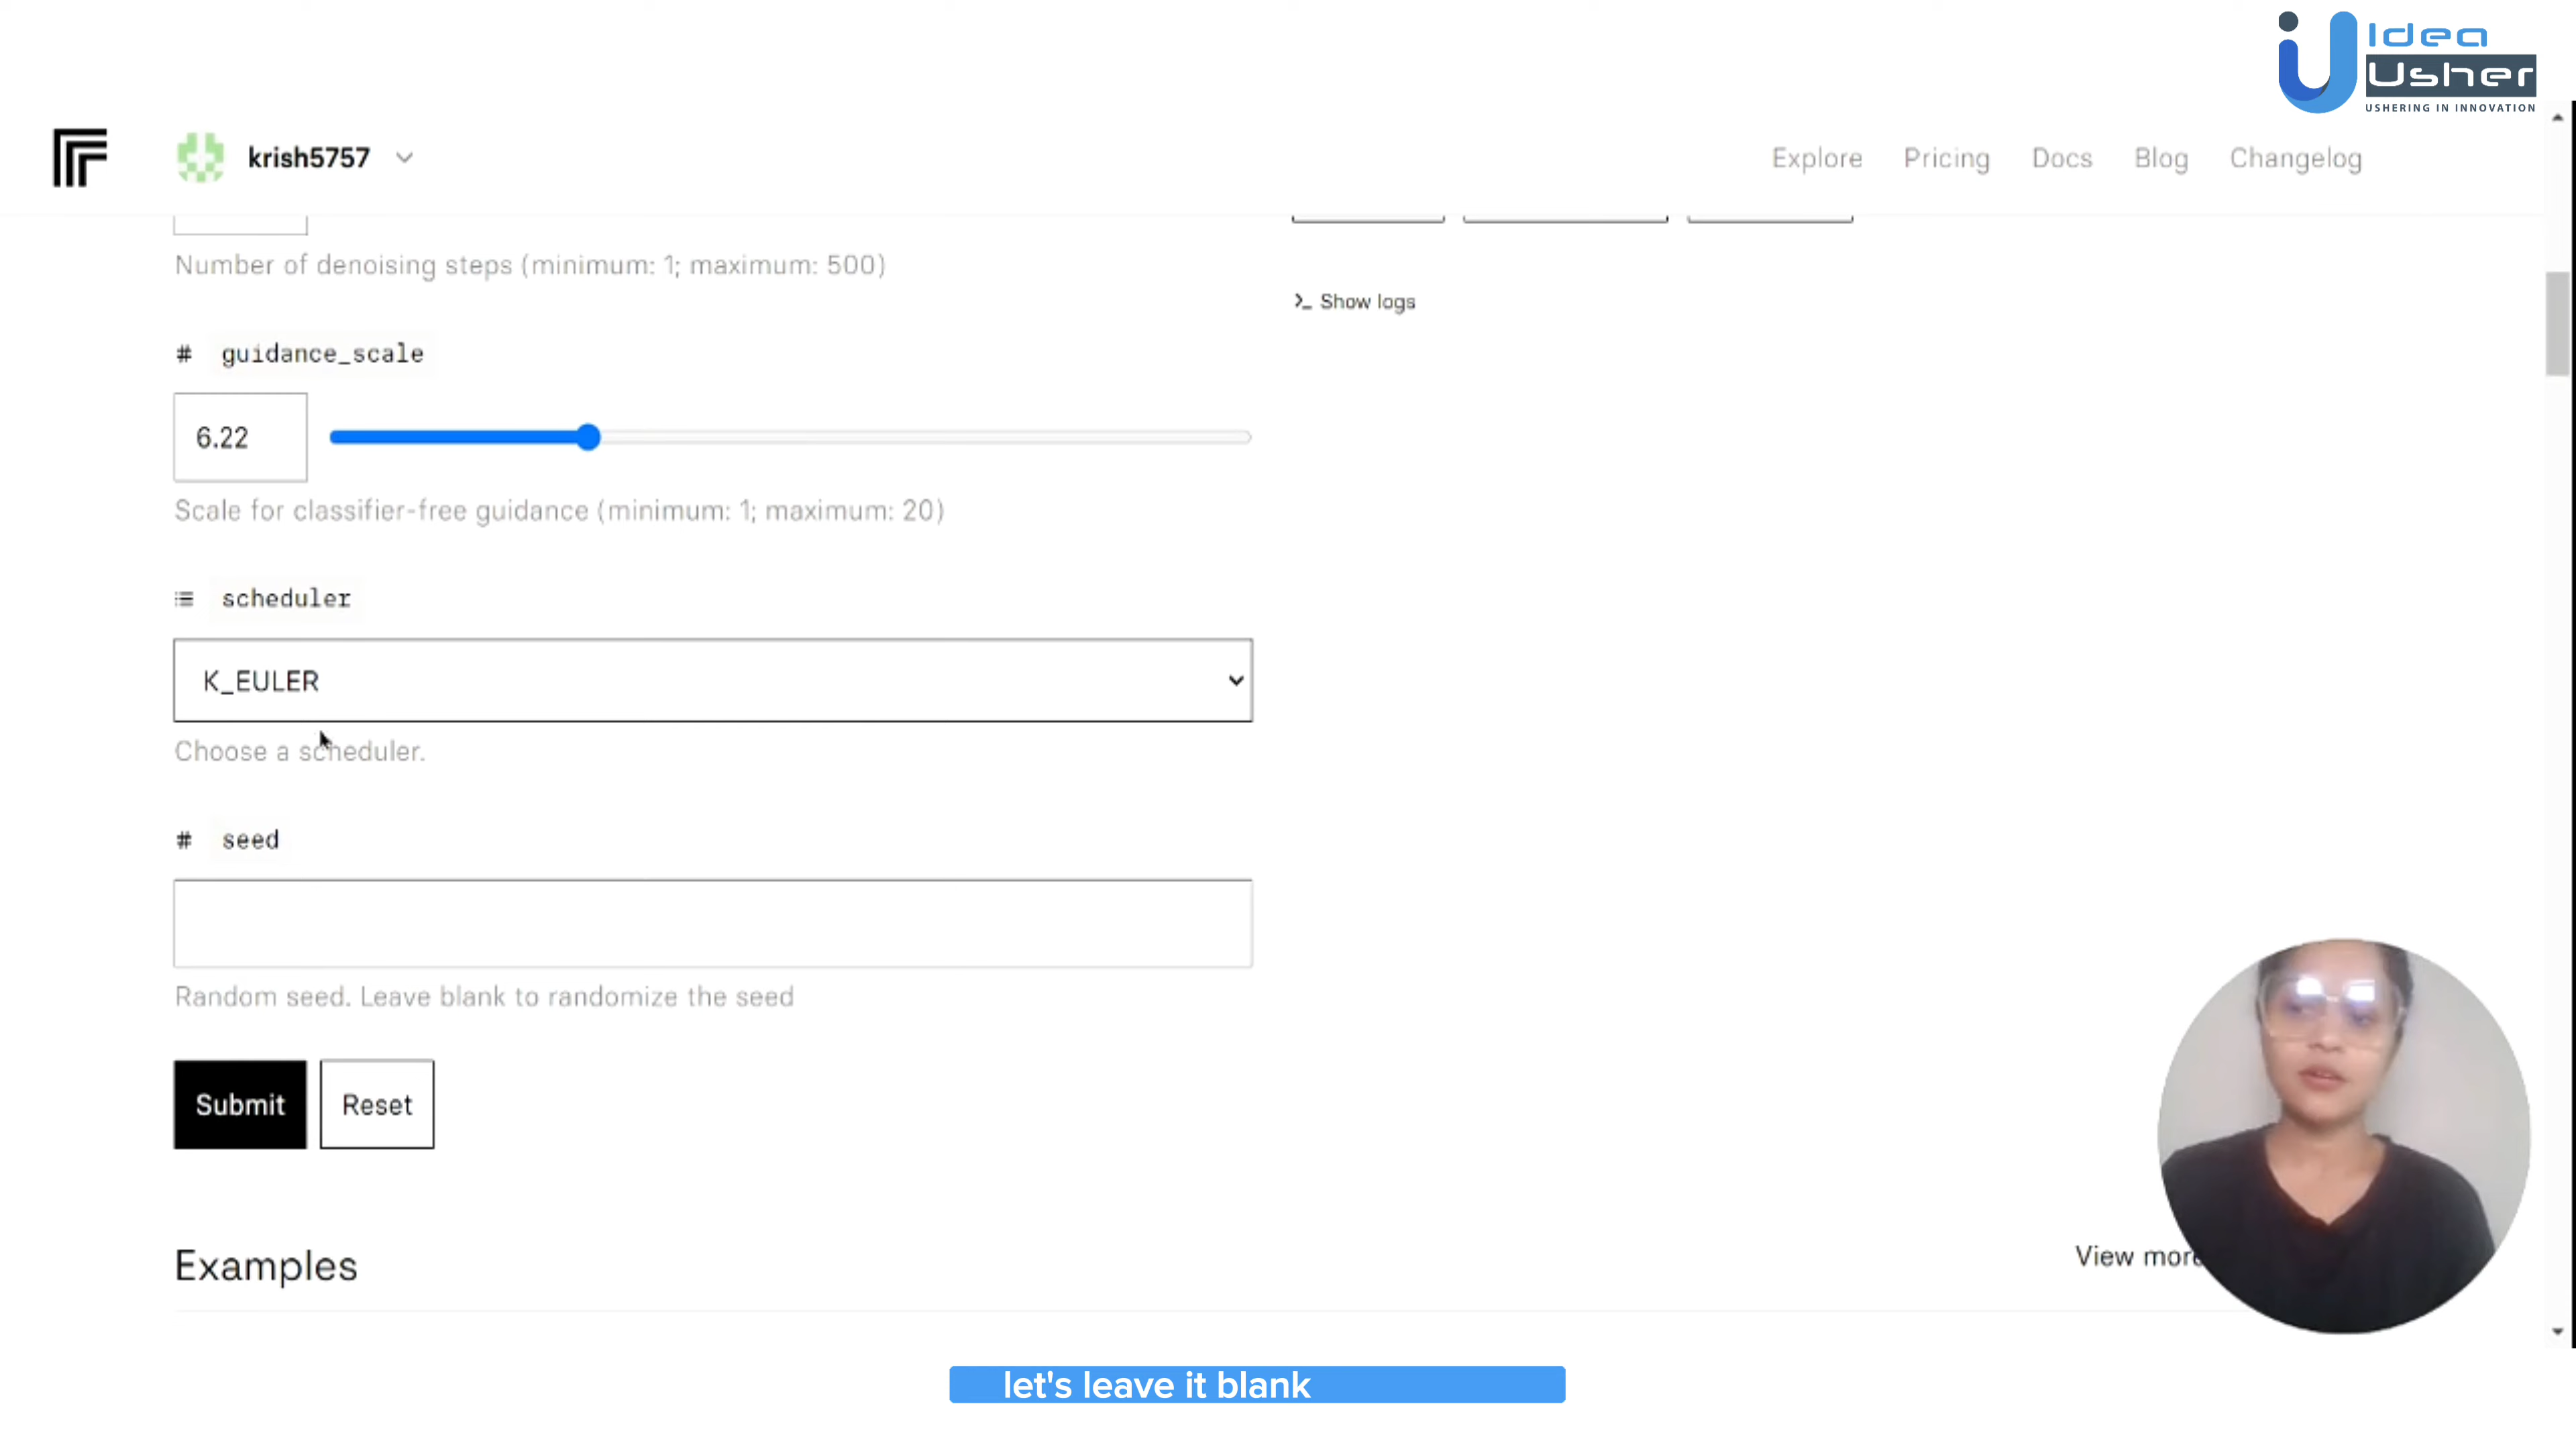 Idea
Usher
USHERING IN INNOVATION
krish5757
Explore Pricing Docs Blog Changelog
Number of denoising steps (minimum: 1; maximum: 500)
>_ Show logs
# guidance_scale
6.22
Scale for classifier-free guidance (minimum: 1; maximum: 20)
scheduler
K_EULER
Choose a scheduler.
# seed
Random seed. Leave blank to randomize the seed
Submit Reset
Examples
View more
let's leave it blank